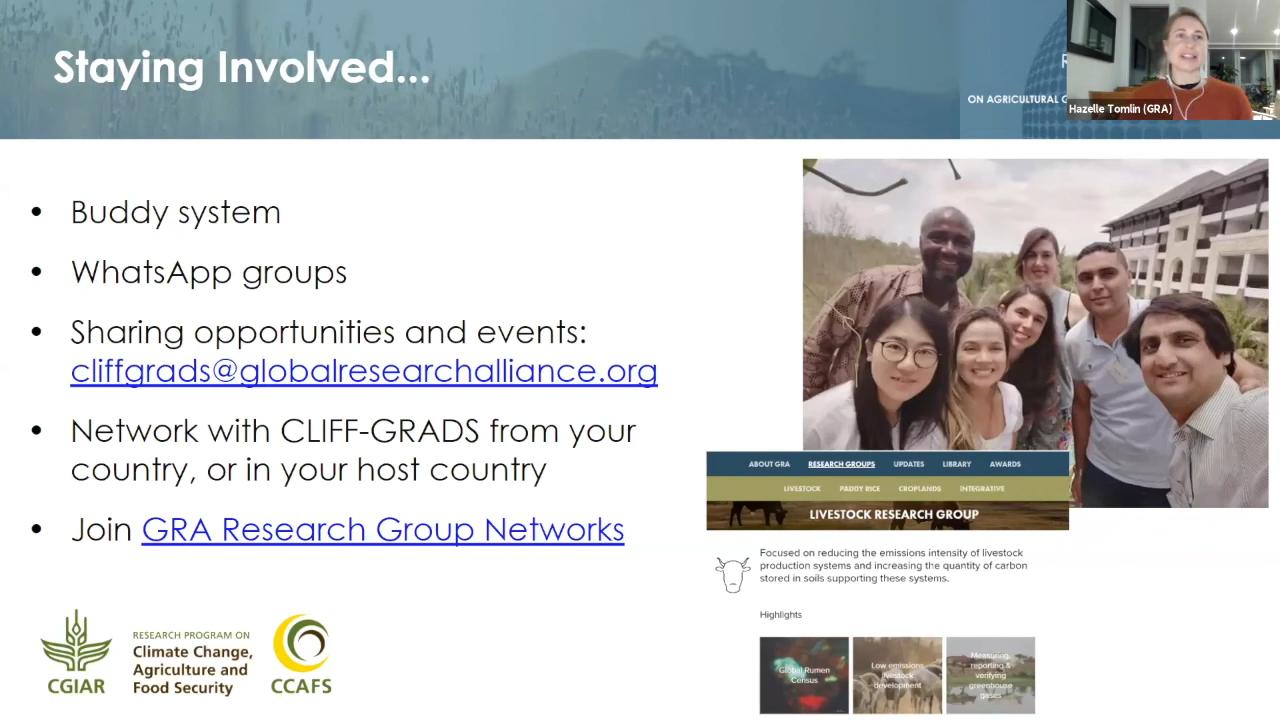 Staying Involved...
ON AGRICULTURAL
Hazelle Tomlin (GRA)
• Buddy system
• WhatsApp groups
• Sharing opportunities and events:
cliffgrads@globalresearchalliance.org
• Network with CLIFF-GRADS from your
country, or in your host country
• Join GRA Research Group Networks
ABOUT GRA RESEARCH GROUPS UPDATES LIBRARY AWARDS
LIVESTOCK PADDY RICE CROPLANDS INTEGRATIVE
LIVESTOCK RESEARCH GROUP
Focused on reducing the emissions intensity of livestock
production systems and increasing the quantity of carbon
stored in soils supporting these systems.
Highlights
Global Rumen
Census
Low emissions
livestock
development
Measuring,
reporting &
verifying
greenhouse
gases
CGIAR
RESEARCH PROGRAM ON
Climate Change,
Agriculture and
Food Security
CCAFS